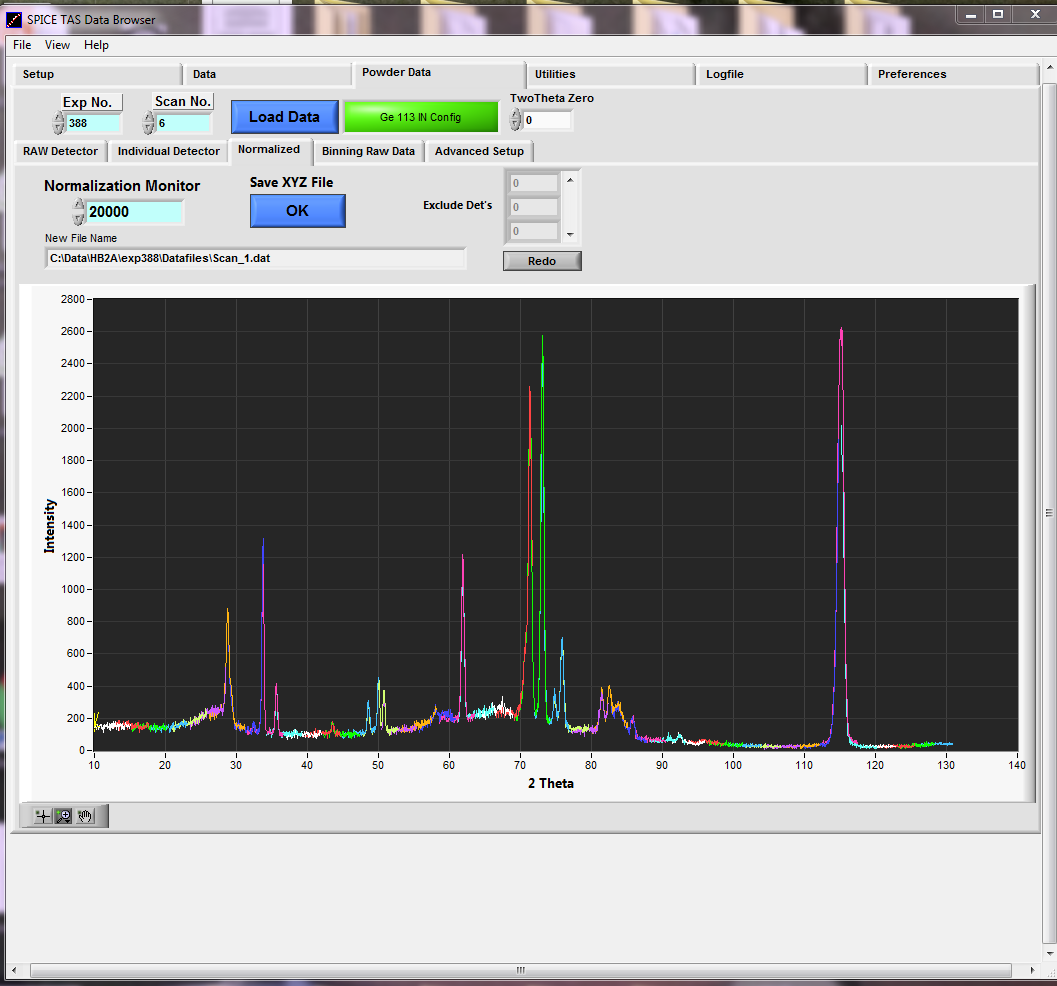 SPICE TAS Data Browser
File View Help
Setup Data Powder Data Utilities Logfile Preferences
Exp No. Scan No. TwoTheta Zero
388 6 Load Data Ge 113 IN Config 0
RAW Detector Individual Detector Normalized Binning Raw Data Advanced Setup
Normalization Monitor Save XYZ File
20000 OK Exclude Det's 0
0
0
New File Name
C:\Data\HB2A\exp388\Datafiles\Scan_1.dat Redo
2800
2600
2400
2200
2000
1800
1600
1400
1200
1000
800
600
400
200
0
Intensity
10 20 30 40 50 60 70 80 90 100 110 120 130 140
2 Theta